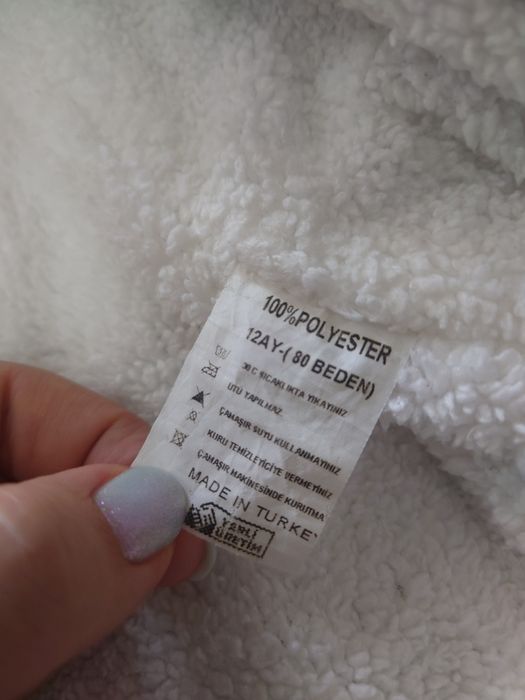 100%POLYESTER
12AY-( 80 BEDEN)
30 C SICAKLIKTA YIKAYINIZ
ÜTÜ YAPILMAZ
ÇAMAŞIR SUYU KULLANMAYINIZ
KURU TEMİZLEYİCİYE VERMEYİNİZ
ÇAMAŞIR MAKİNESİNDE KURUTMA
MADE IN TURKEY
YERLİ
ÜRETİM